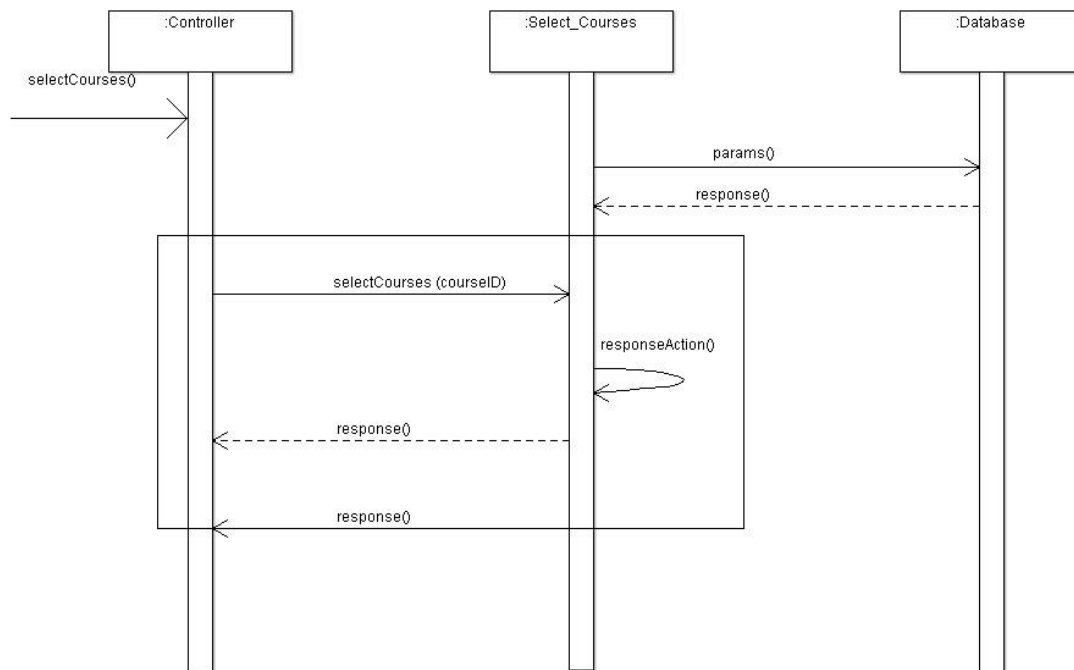 :Controller
:Select_Courses
:Database
selectCourses()
params()
response()
selectCourses (courseID)
responseAction()
response()
response()